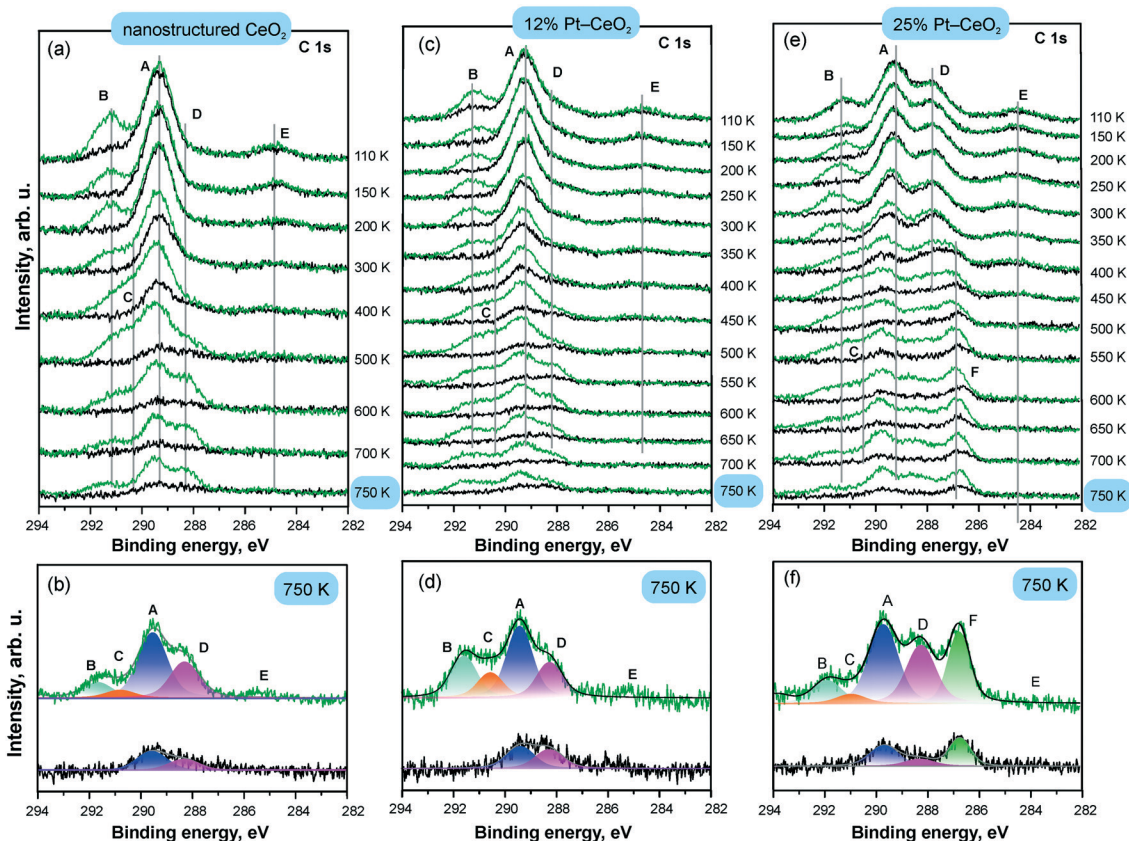 nanostructured CeO₂
(a)
C 1s
A
B
D
E
C
110 K
150 K
200 K
300 K
400 K
500 K
600 K
700 K
750 K
294 292 290 288 286 284 282
Binding energy, eV
Intensity, arb. u.
12% Pt–CeO₂
(c)
C 1s
A
B
D
E
C
110 K
150 K
200 K
250 K
300 K
350 K
400 K
450 K
500 K
550 K
600 K
650 K
700 K
750 K
294 292 290 288 286 284 282
Binding energy, eV
25% Pt–CeO₂
(e)
C 1s
A
B
D
E
C
F
110 K
150 K
200 K
250 K
300 K
350 K
400 K
450 K
500 K
550 K
600 K
650 K
700 K
750 K
294 292 290 288 286 284 282
Binding energy, eV
(b)
750 K
A
B
C
D
E
294 292 290 288 286 284 282
Binding energy, eV
Intensity, arb. u.
(d)
750 K
A
B
C
D
E
294 292 290 288 286 284 282
Binding energy, eV
(f)
750 K
A
B
C
D
F
E
294 292 290 288 286 284 282
Binding energy, eV